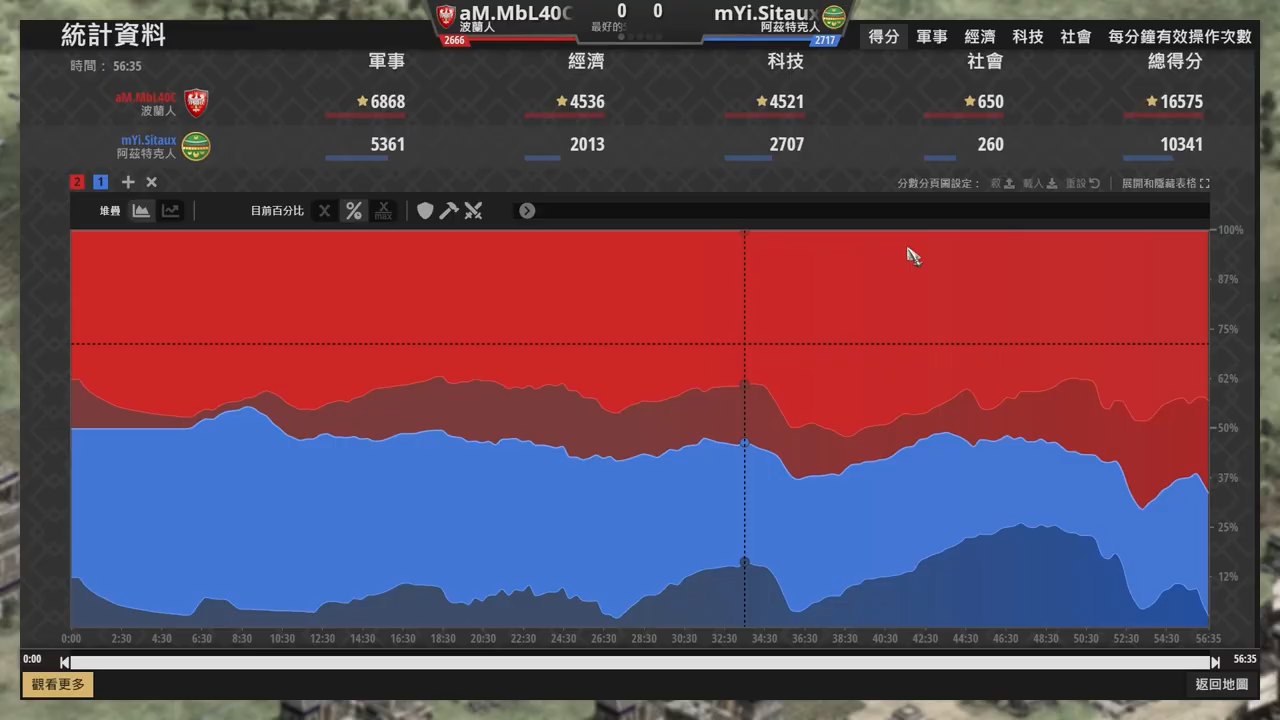 aM.MbL40C 0 0 mYi.Sitaux
波蘭人 最好的 阿茲特克人
2666 2717
統計資料 得分 軍事 經濟 科技 社會 每分鐘有效操作次數
時間： 56:35 軍事 經濟 科技 社會 總得分
aM.MbL40C 6868 4536 4521 650 16575
波蘭人
mYi.Sitaux 5361 2013 2707 260 10341
阿茲特克人
2 1
分數分頁圖設定： 載入 重設 展開和隱藏表格
堆疊 目前百分比 X % X max
100%
87%
75%
62%
50%
37%
25%
12%
0:00 2:30 4:30 6:30 8:30 10:30 12:30 14:30 16:30 18:30 20:30 22:30 24:30 26:30 28:30 30:30 32:30 34:30 36:30 38:30 40:30 42:30 44:30 46:30 48:30 50:30 52:30 54:30 56:35
0:00 56:35
觀看更多 返回地圖